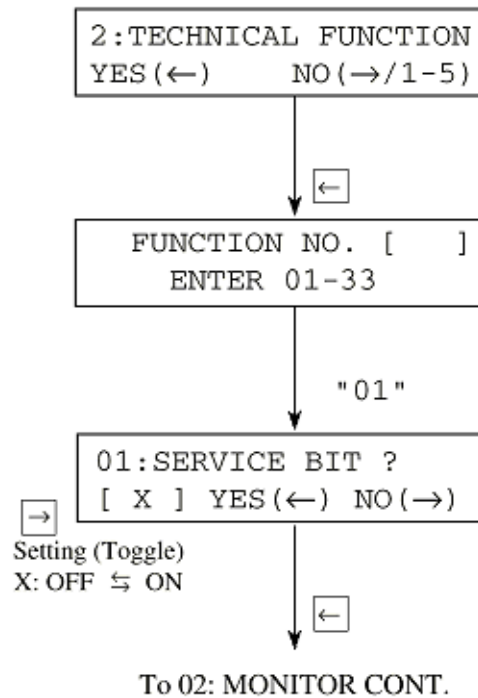 2:TECHNICAL FUNCTION
YES(←) NO(→/1-5)
←
FUNCTION NO. [ ]
ENTER 01-33
"01"
01:SERVICE BIT ?
[ X ] YES(←) NO(→)
→
Setting (Toggle)
X: OFF ⇆ ON
←
To 02: MONITOR CONT.